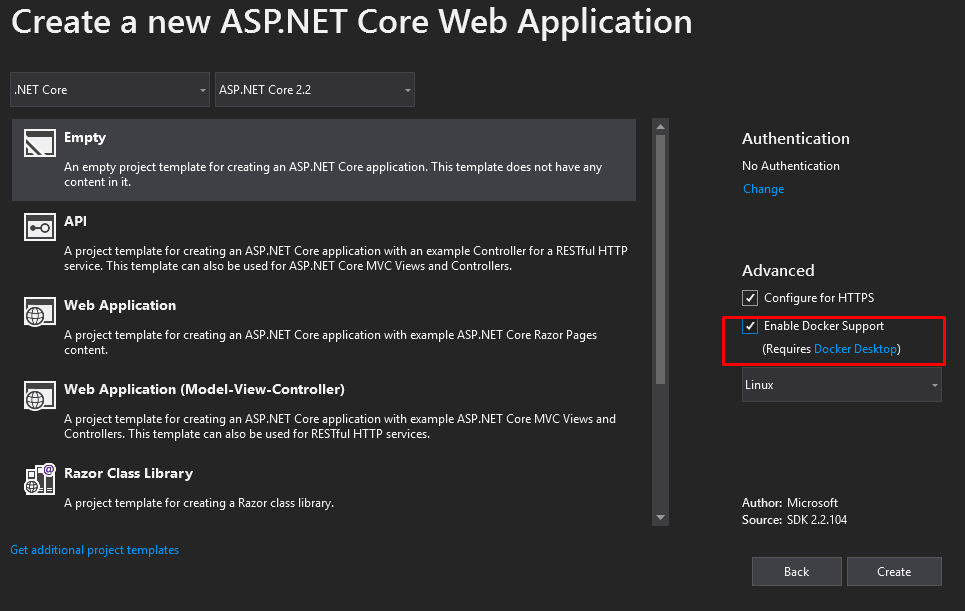 Create a new ASP.NET Core Web Application
.NET Core
ASP.NET Core 2.2
Empty
An empty project template for creating an ASP.NET Core application. This template does not have any
content in it.
API
A project template for creating an ASP.NET Core application with an example Controller for a RESTful HTTP
service. This template can also be used for ASP.NET Core MVC Views and Controllers.
Web Application
A project template for creating an ASP.NET Core application with example ASP.NET Core Razor Pages
content.
Web Application (Model-View-Controller)
A project template for creating an ASP.NET Core application with example ASP.NET Core MVC Views and
Controllers. This template can also be used for RESTful HTTP services.
Razor Class Library
A project template for creating a Razor class library.
Get additional project templates
Authentication
No Authentication
Change
Advanced
Configure for HTTPS
Enable Docker Support
(Requires Docker Desktop)
Linux
Author: Microsoft
Source: SDK 2.2.104
Back
Create